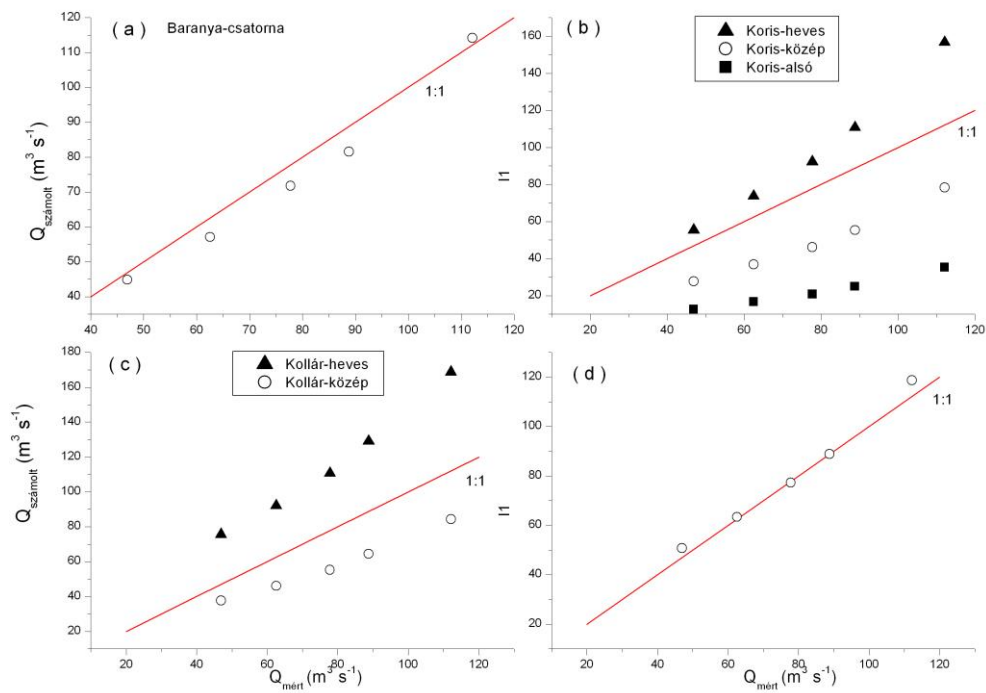 ( a ) Baranya-csatorna
120
110
100
90
80
70
60
50
40
Q számolt (m³ s⁻¹)
1:1
40 50 60 70 80 90 100 110 120
( b )
Koris-heves
Koris-közép
Koris-alsó
160
140
120
100
80
60
40
20
I1
1:1
20 40 60 80 100 120
( c )
Kollár-heves
Kollár-közép
180
160
140
120
100
80
60
40
20
Q számolt (m³ s⁻¹)
1:1
20 40 60 80 100 120
Q mért (m³ s⁻¹)
( d )
120
100
80
60
40
20
I1
1:1
20 40 60 80 100 120
Q mért (m³ s⁻¹)